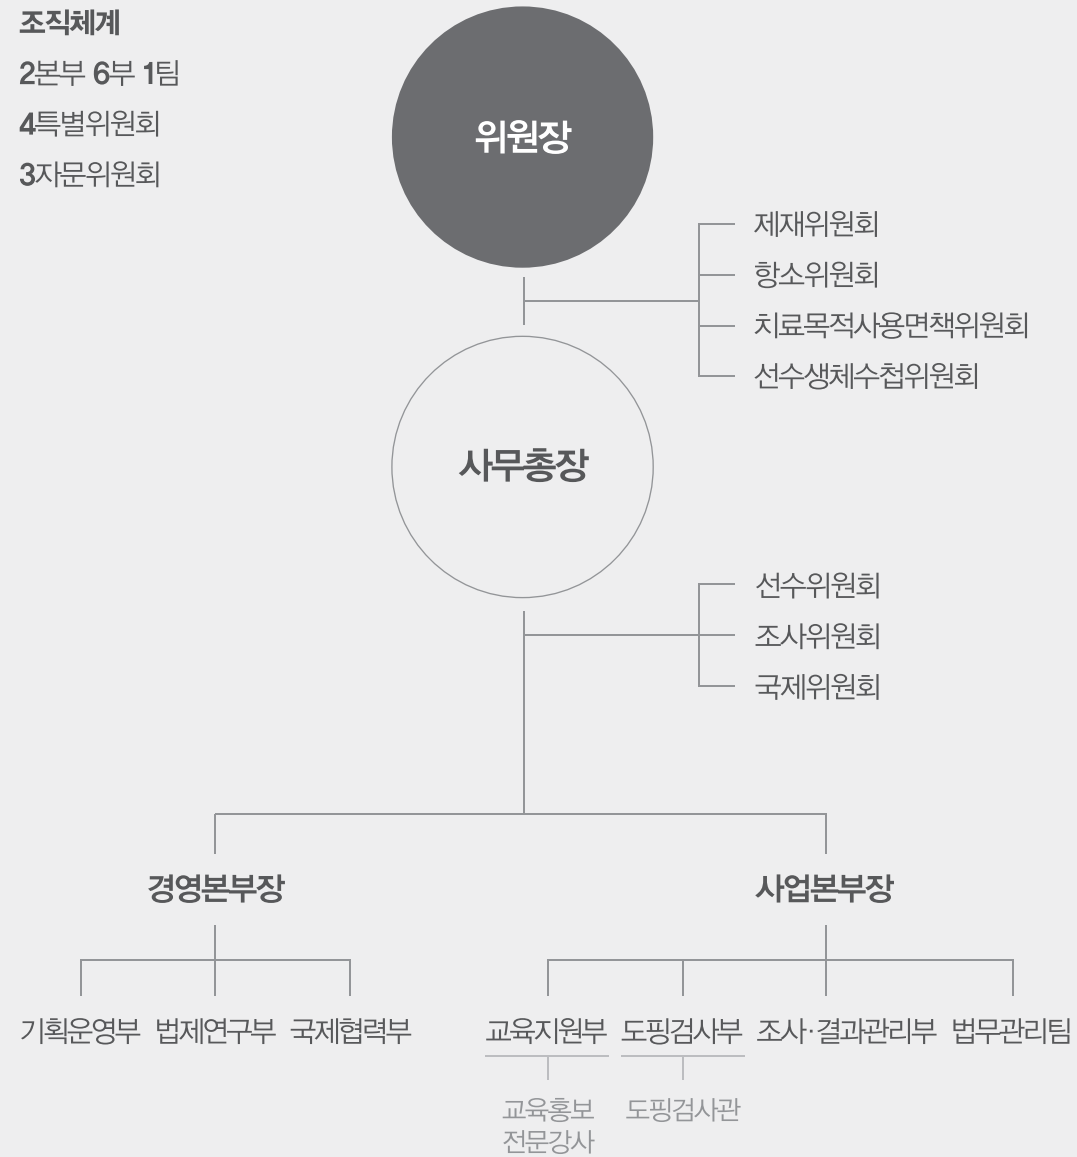 조직체계
2본부 6부 1팀
4특별위원회
3자문위원회
위원장
제재위원회
항소위원회
치료목적사용면책위원회
선수생체수첩위원회
사무총장
선수위원회
조사위원회
국제위원회
경영본부장
사업본부장
기획운영부 법제연구부 국제협력부 교육지원부 도핑검사부 조사·결과관리부 법무관리팀
교육홍보 도핑검사관
전문강사